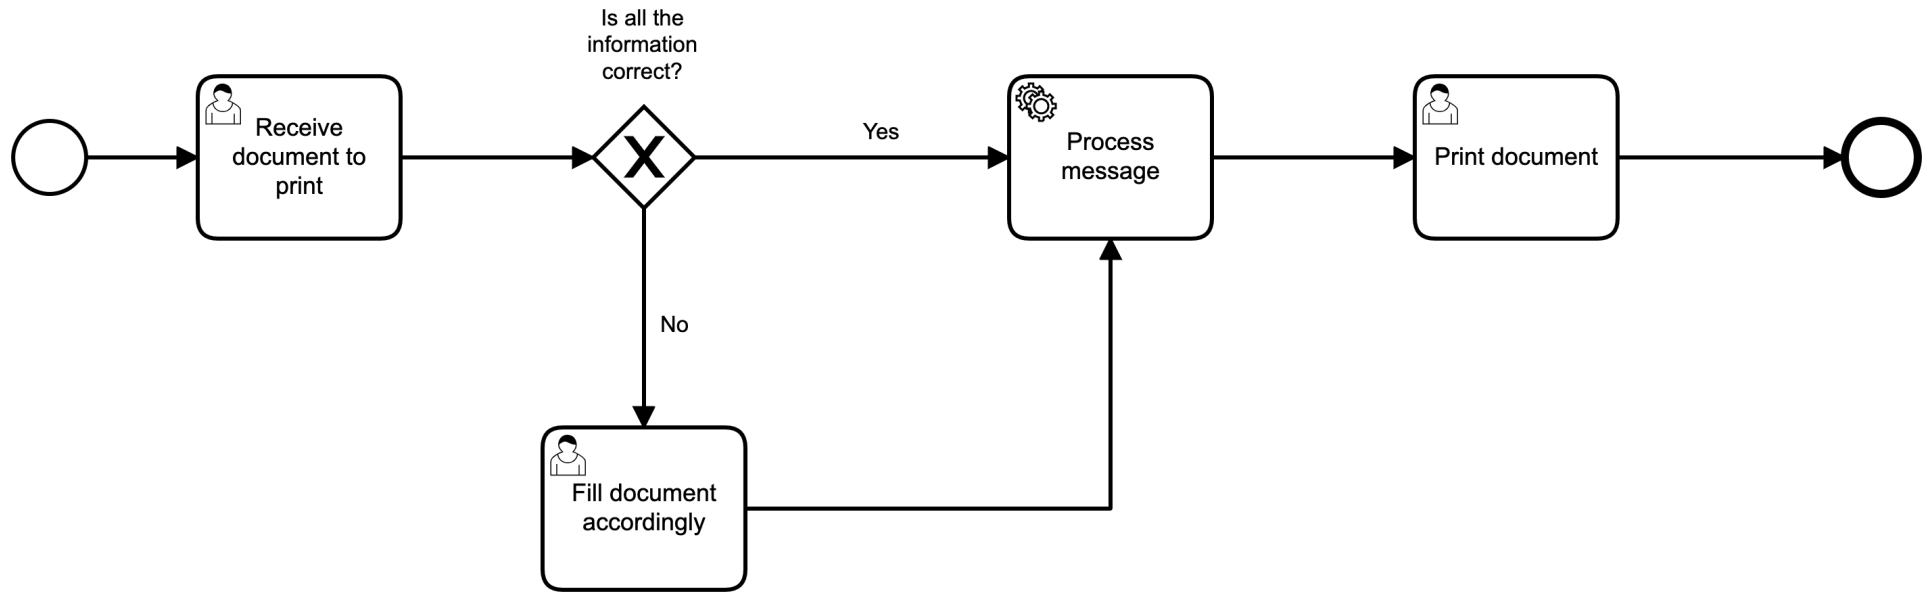 Is all the
information
correct?
Receive
document to
print
Yes
Process
message
Print document
No
Fill document
accordingly